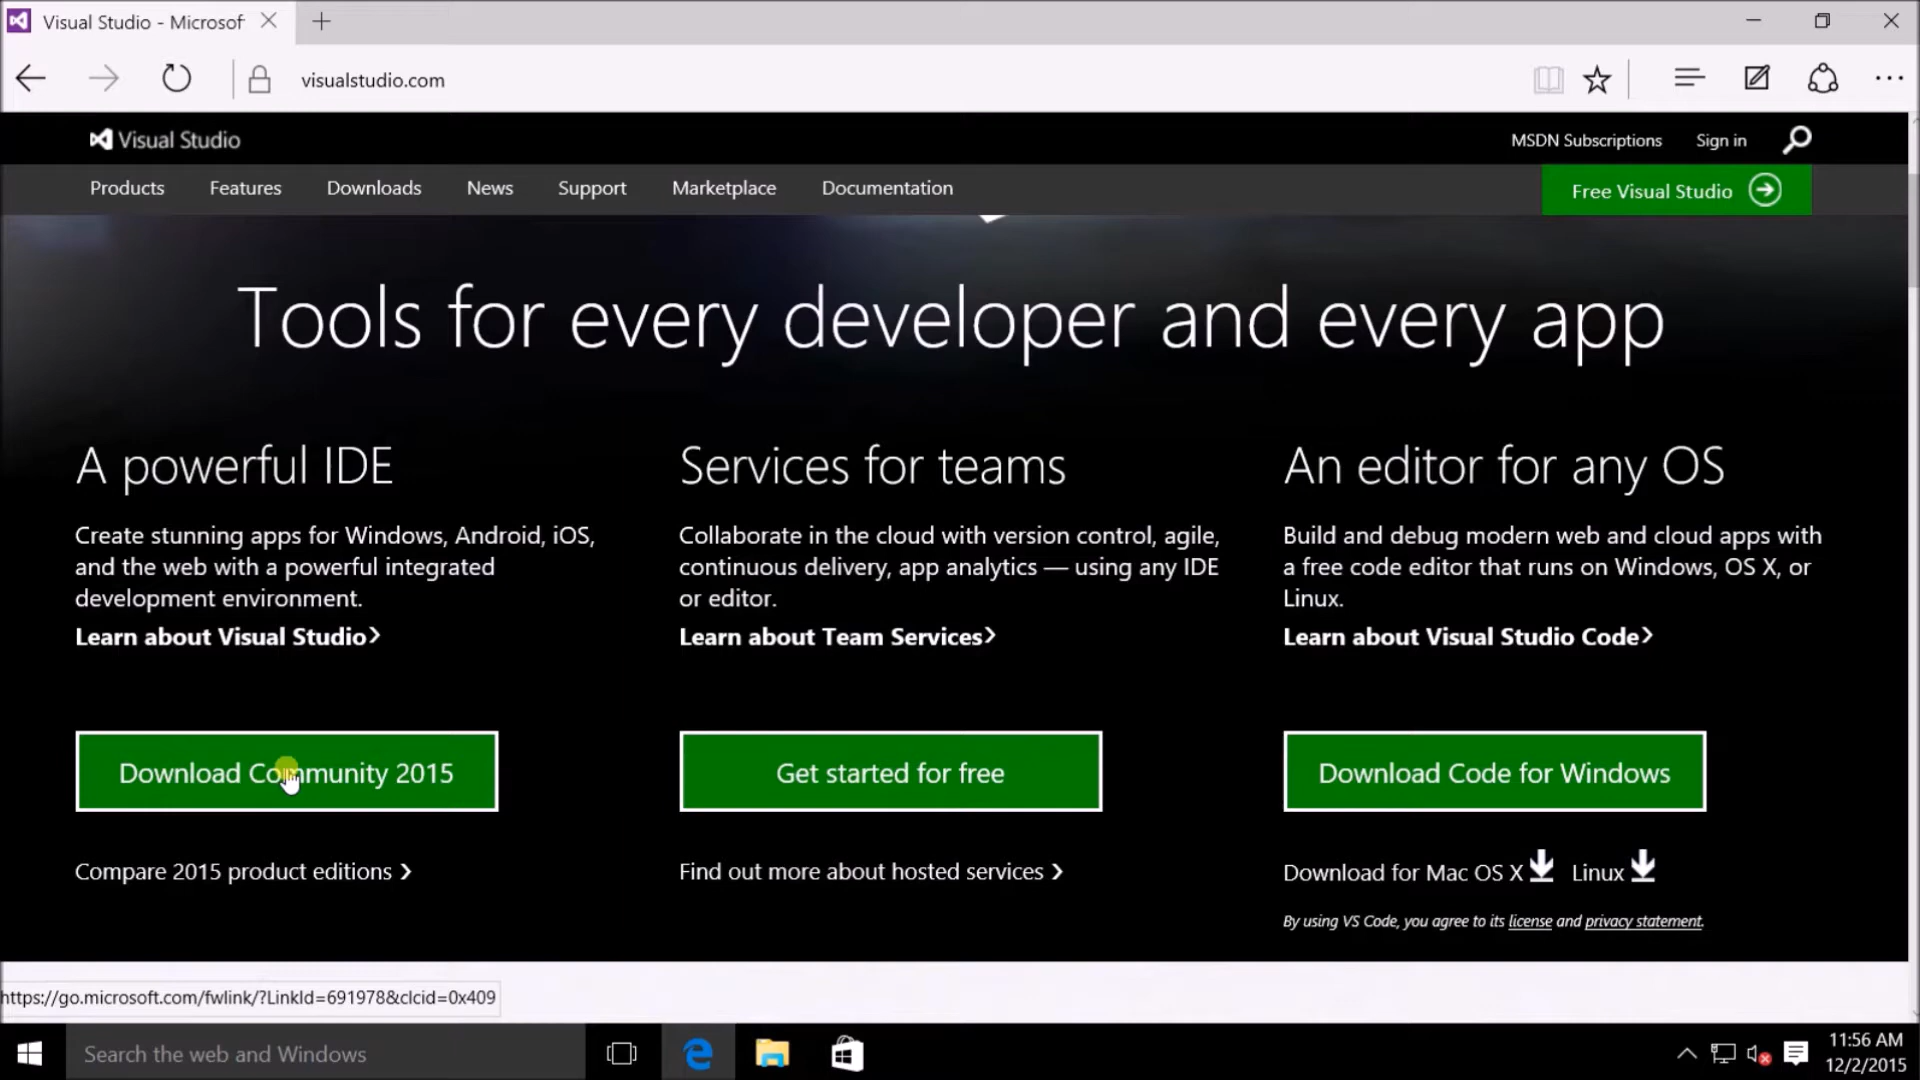 Visual Studio - Microsof
visualstudio.com
Visual Studio
MSDN Subscriptions
Sign in
Products
Features
Downloads
News
Support
Marketplace
Documentation
Free Visual Studio
Tools for every developer and every app
A powerful IDE
Create stunning apps for Windows, Android, iOS,
and the web with a powerful integrated
development environment.
Learn about Visual Studio
Download Community 2015
Compare 2015 product editions
Services for teams
Collaborate in the cloud with version control, agile,
continuous delivery, app analytics — using any IDE
or editor.
Learn about Team Services
Get started for free
Find out more about hosted services
An editor for any OS
Build and debug modern web and cloud apps with
a free code editor that runs on Windows, OS X, or
Linux.
Learn about Visual Studio Code
Download Code for Windows
Download for Mac OS X
Linux
By using VS Code, you agree to its license and privacy statement.
https://go.microsoft.com/fwlink/?LinkId=691978&clcid=0x409
Search the web and Windows
11:56 AM
12/2/2015